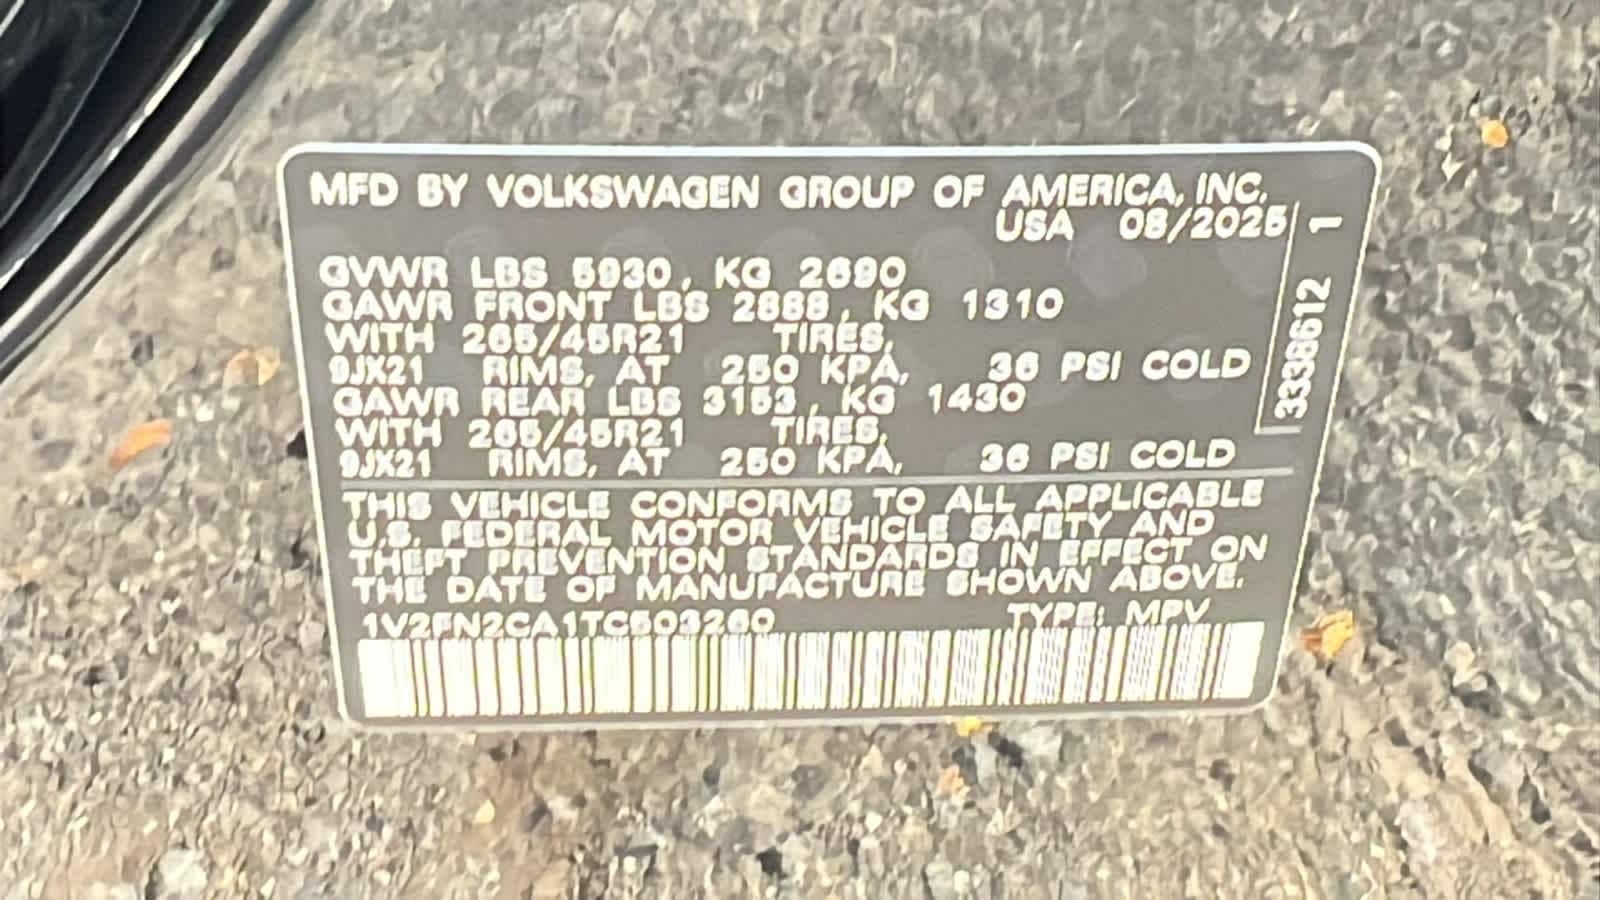 MFD BY VOLKSWAGEN GROUP OF AMERICA, INC.
USA 08/2025
GVWR LBS 5930, KG 2690
GAWR FRONT LBS 2888, KG 1310
WITH 265/45R21 TIRES,
9JX21 RIMS, AT 250 KPA, 36 PSI COLD
GAWR REAR LBS 3153, KG 1430
WITH 265/45R21 TIRES,
9JX21 RIMS, AT 250 KPA, 36 PSI COLD
THIS VEHICLE CONFORMS TO ALL APPLICABLE
U.S. FEDERAL MOTOR VEHICLE SAFETY AND
THEFT PREVENTION STANDARDS IN EFFECT ON
THE DATE OF MANUFACTURE SHOWN ABOVE.
TYPE: MPV
3338612 1